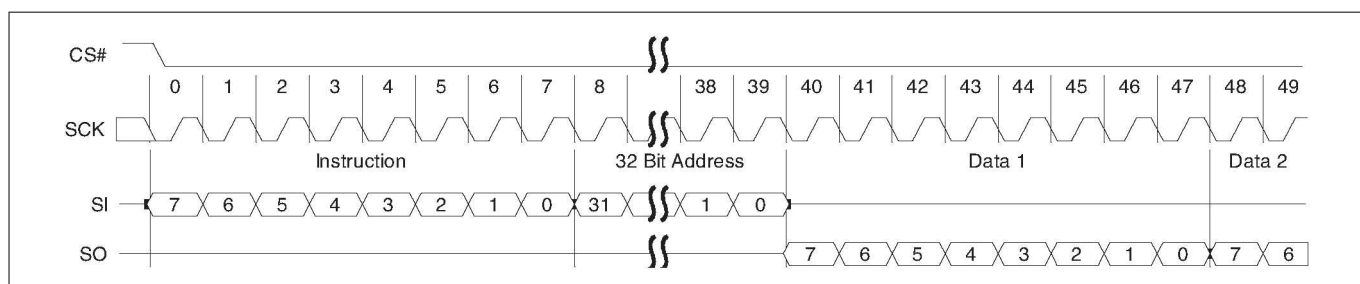 CS#
0 1 2 3 4 5 6 7 8 38 39 40 41 42 43 44 45 46 47 48 49
SCK
Instruction 32 Bit Address Data 1 Data 2
SI 7 6 5 4 3 2 1 0 31 1 0
SO 7 6 5 4 3 2 1 0 7 6